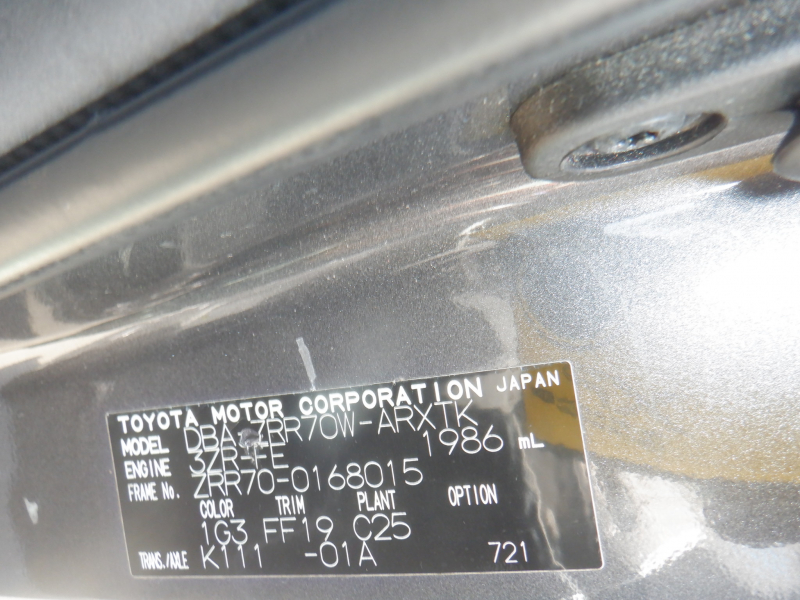 TOYOTA MOTOR CORPORATION JAPAN
MODEL DBA-ZRR70W-ARXTK
ENGINE 3ZR-FE 1986 mL
FRAME No. ZRR70-0168015
COLOR TRIM PLANT OPTION
1G3 FF19 C25
TRANS./AXLE K111 -01A 721